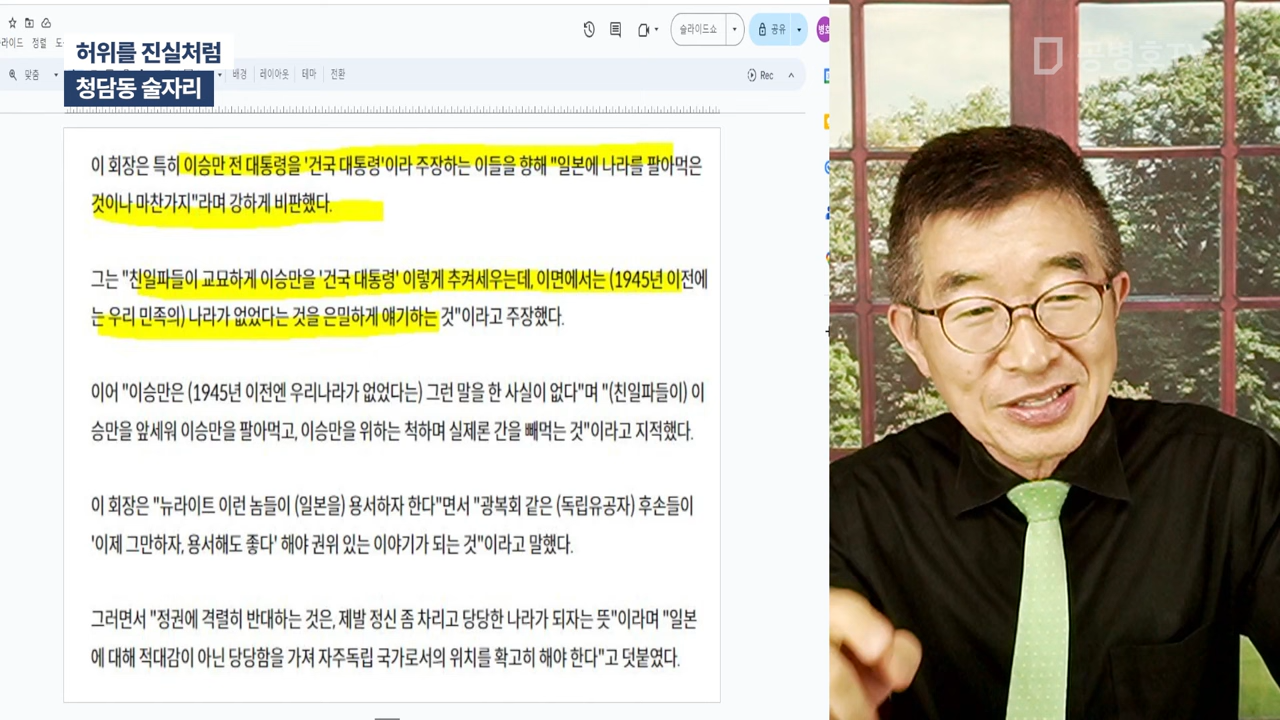 라이드 정렬 도
슬라이드쇼
공유
병호
허위를 진실처럼
청담동 술자리
맞춤
배경 레이아웃 테마 전환
Rec
이 회장은 특히 이승만 전 대통령을 '건국 대통령'이라 주장하는 이들을 향해 "일본에 나라를 팔아먹은
것이나 마찬가지"라며 강하게 비판했다.
그는 "친일파들이 교묘하게 이승만을 '건국 대통령' 이렇게 추켜세우는데, 이면에서는 (1945년 이전에
는 우리 민족의) 나라가 없었다는 것을 은밀하게 얘기하는 것"이라고 주장했다.
이어 "이승만은 (1945년 이전엔 우리나라가 없었다는) 그런 말을 한 사실이 없다"며 "(친일파들이) 이
승만을 앞세워 이승만을 팔아먹고, 이승만을 위하는 척하며 실제론 간을 빼먹는 것"이라고 지적했다.
이 회장은 "뉴라이트 이런 놈들이 (일본을) 용서하자 한다"면서 "광복회 같은 (독립유공자) 후손들이
'이제 그만하자, 용서해도 좋다' 해야 권위 있는 이야기가 되는 것"이라고 말했다.
그러면서 "정권에 격렬히 반대하는 것은, 제발 정신 좀 차리고 당당한 나라가 되자는 뜻"이라며 "일본
에 대해 적대감이 아닌 당당함을 가져 자주독립 국가로서의 위치를 확고히 해야 한다"고 덧붙였다.
공병호TV